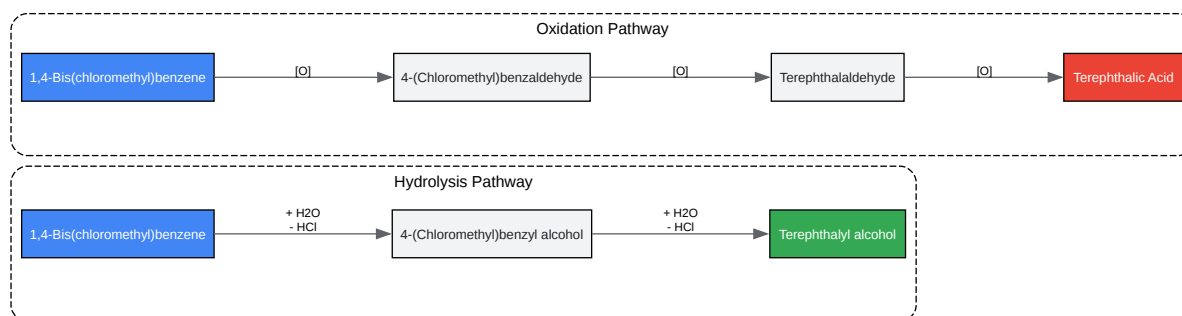 Oxidation Pathway
1,4-Bis(chloromethyl)benzene
[O]
4-(Chloromethyl)benzaldehyde
[O]
Terephthalaldehyde
[O]
Terephthalic Acid
Hydrolysis Pathway
1,4-Bis(chloromethyl)benzene
+ H2O
- HCl
4-(Chloromethyl)benzyl alcohol
+ H2O
- HCl
Terephthalyl alcohol